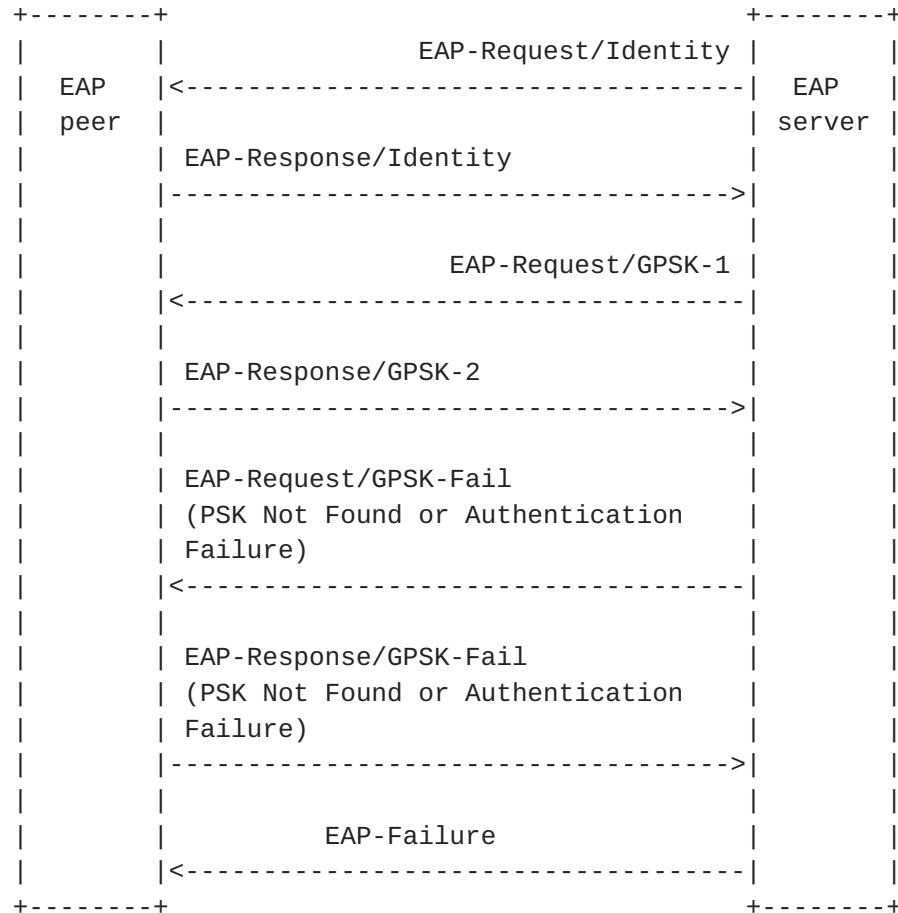 EAP-Request/Identity
EAP EAP
peer server
EAP-Response/Identity
EAP-Request/GPSK-1
EAP-Response/GPSK-2
EAP-Request/GPSK-Fail
(PSK Not Found or Authentication
Failure)
EAP-Response/GPSK-Fail
(PSK Not Found or Authentication
Failure)
EAP-Failure